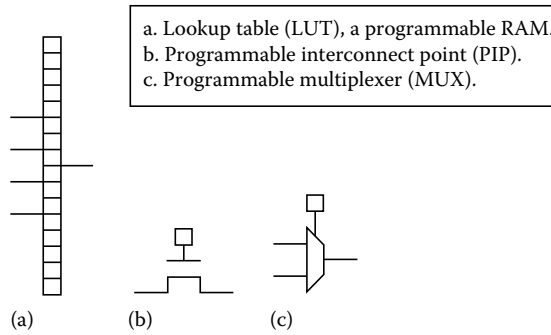 a. Lookup table (LUT), a programmable RAM.
b. Programmable interconnect point (PIP).
c. Programmable multiplexer (MUX).
(a)
(b)
(c)